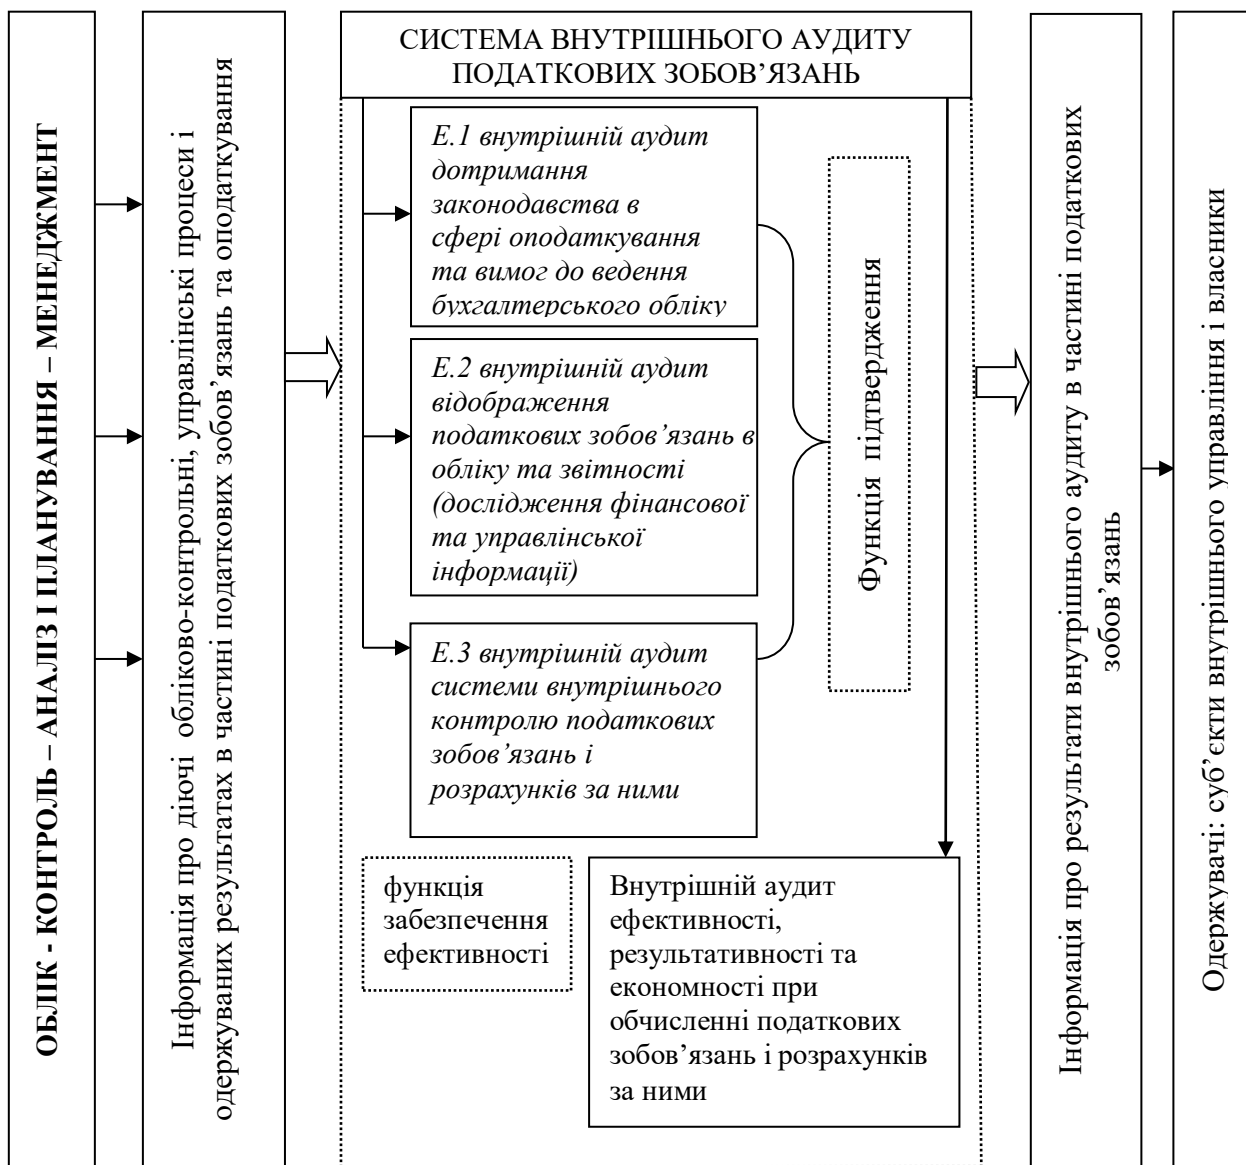 ОБЛІК - КОНТРОЛЬ – АНАЛІЗ І ПЛАНУВАННЯ – МЕНЕДЖМЕНТ
Інформація про діючі обліково-контрольні, управлінські процеси і
одержуваних результатах в частині податкових зобов’язань та оподаткування
СИСТЕМА ВНУТРІШНЬОГО АУДИТУ
ПОДАТКОВИХ ЗОБОВ’ЯЗАНЬ
Е.1 внутрішній аудит
дотримання
законодавства в
сфері оподаткування
та вимог до ведення
бухгалтерського обліку
Е.2 внутрішній аудит
відображення
податкових зобов’язань в
обліку та звітності
(дослідження фінансової
та управлінської
інформації)
Е.3 внутрішній аудит
системи внутрішнього
контролю податкових
зобов’язань і
розрахунків за ними
Функція підтвердження
функція
забезпечення
ефективності
Внутрішній аудит
ефективності,
результативності та
економності при
обчисленні податкових
зобов’язань і розрахунків
за ними
Інформація про результати внутрішнього аудиту в частині податкових
зобов’язань
Одержувачі: суб’єкти внутрішнього управління і власники